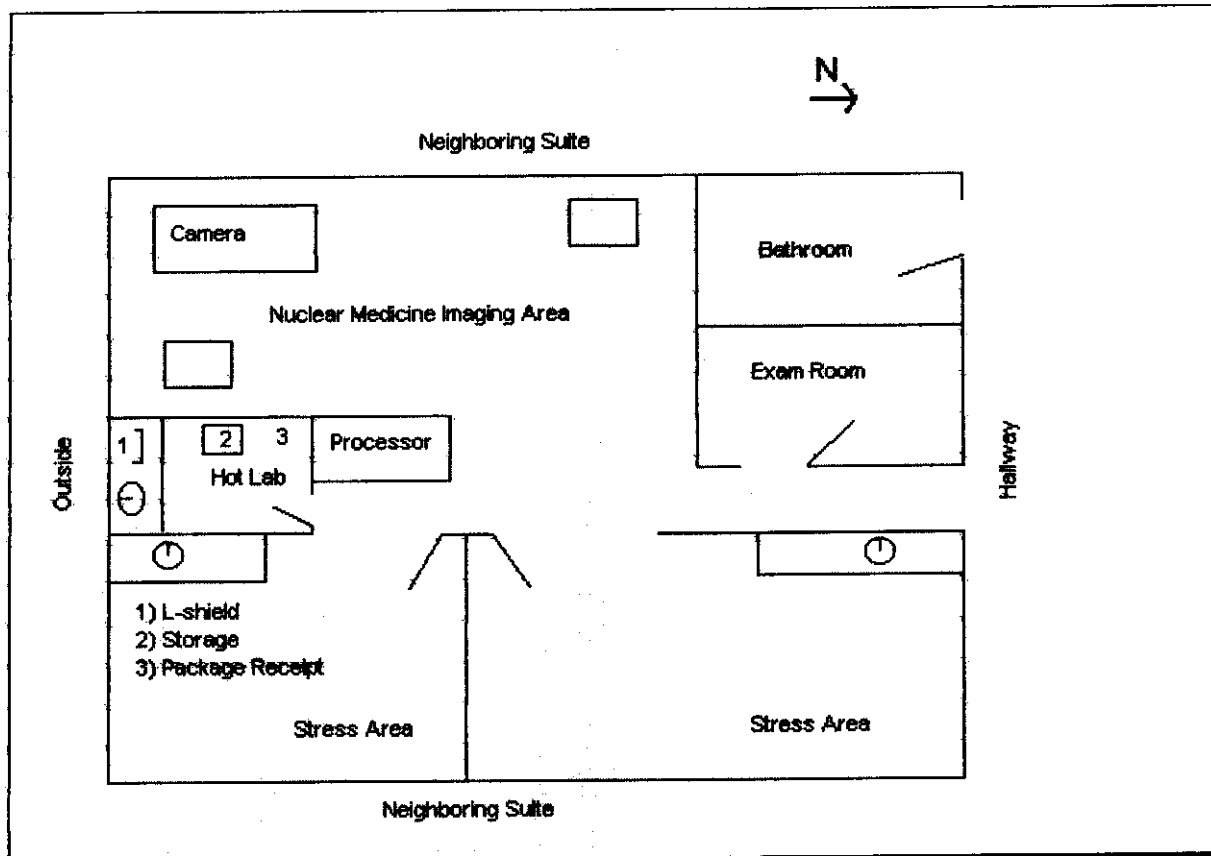 N
Neighboring Suite
Camera
Bathroom
Nuclear Medicine Imaging Area
Exam Room
1
2
3
Processor
Hot Lab
Outside
Hallway
1) L-shield
2) Storage
3) Package Receipt
Stress Area
Stress Area
Neighboring Suite